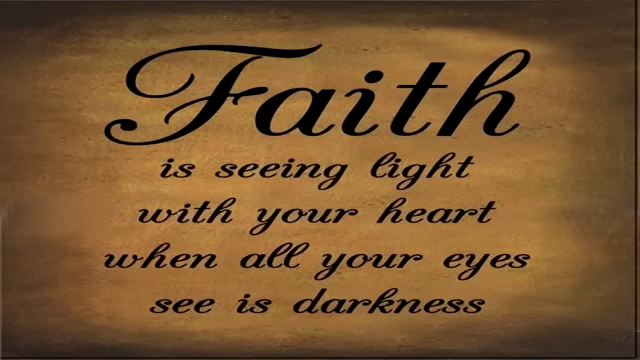 Faith
is seeing light
with your heart
when all your eyes
see is darkness